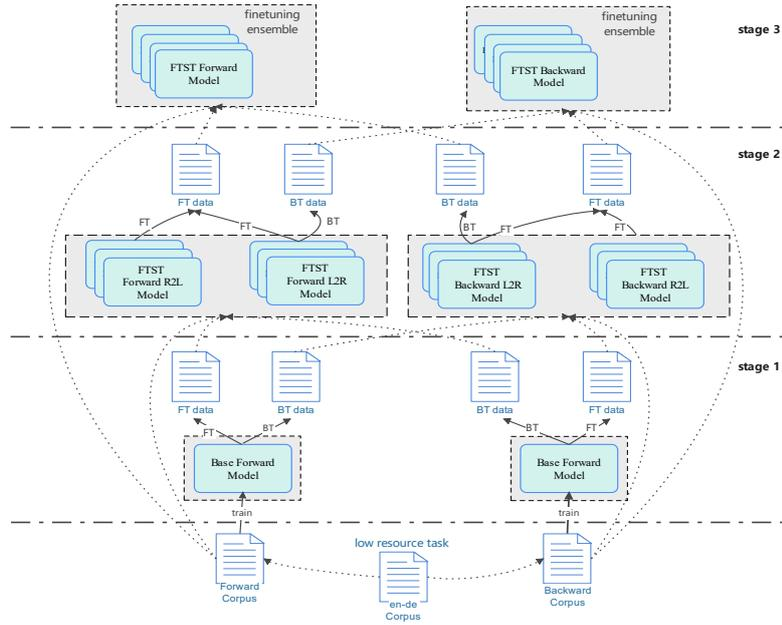 finetuning
ensemble
finetuning
ensemble
stage 3
FTST Forward
Model
FTST Backward
Model
stage 2
FT data
BT data
BT data
FT data
FT
FT
BT
BT
FT
FT
FTST
Forward R2L
Model
FTST
Forward L2R
Model
FTST
Backward L2R
Model
FTST
Backward R2L
Model
stage 1
FT data
BT data
BT data
FT data
FT
BT
BT
FT
Base Forward
Model
Base Forward
Model
train
train
low resource task
Forward
Corpus
en-de
Corpus
Backward
Corpus